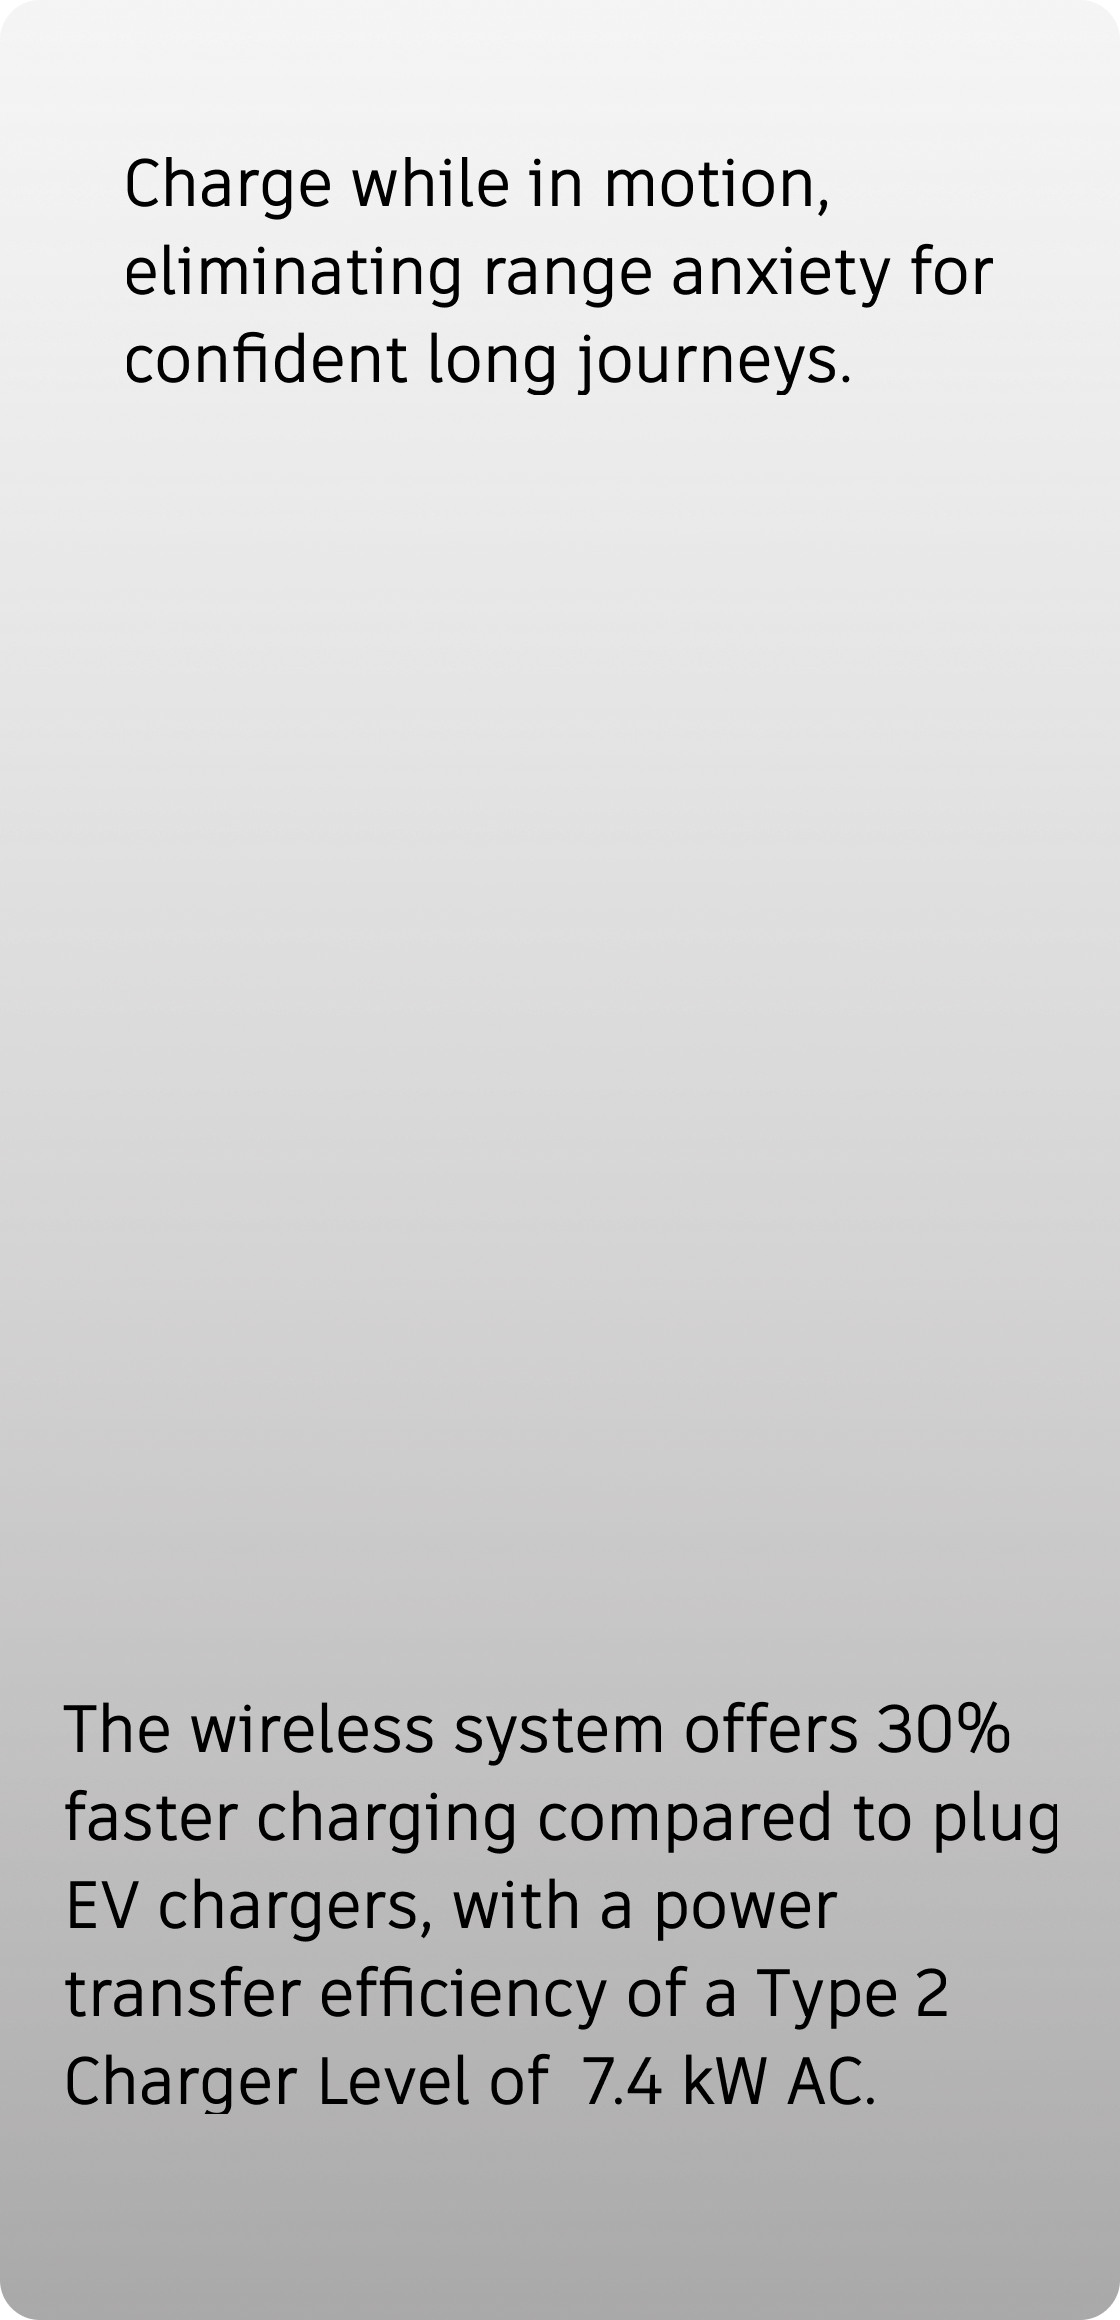 Charge while in motion,
eliminating range anxiety for
confident long journeys.
The wireless system offers 30%
faster charging compared to plug
EV chargers, with a power
transfer efficiency of a Type 2
Charger Level of  7.4 kW AC.